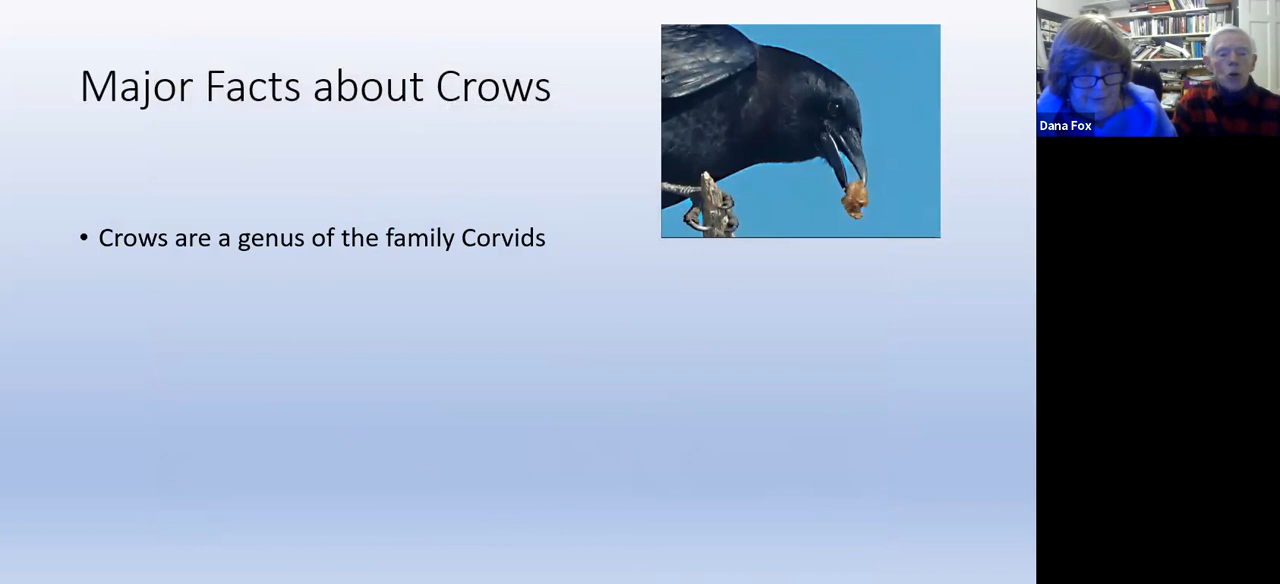 Major Facts about Crows
• Crows are a genus of the family Corvids
Dana Fox